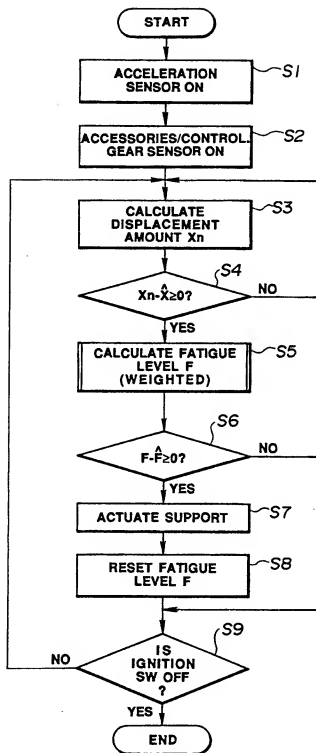 START
ACCELERATION
SENSOR ON
S1
ACCESSORIES/CONTROL.
GEAR SENSOR ON
S2
CALCULATE
DISPLACEMENT
AMOUNT Xn
S3
Xn-X̂≥0?
S4
NO
YES
CALCULATE FATIGUE
LEVEL F
(WEIGHTED)
S5
F-F̂≥0?
S6
NO
YES
ACTUATE SUPPORT
S7
RESET FATIGUE
LEVEL F
S8
IS
IGNITION
SW OFF
?
S9
NO
YES
END